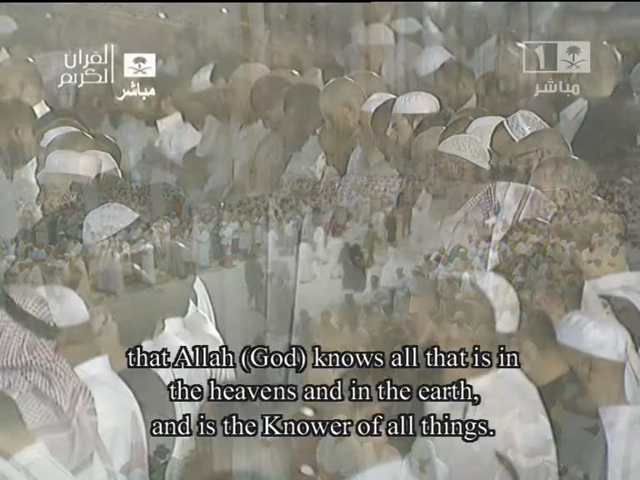 القرآن
الكريم
مباشر
1
مباشر
that Allah (God) knows all that is in
the heavens and in the earth,
and is the Knower of all things.